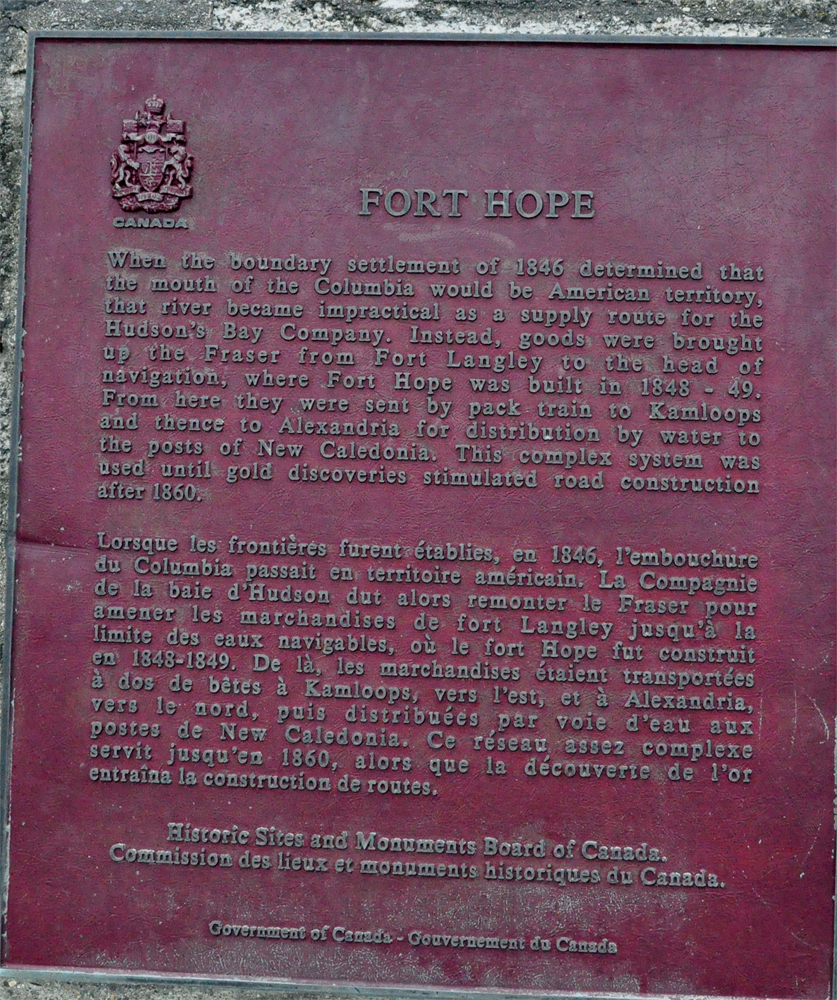 CANADA
FORT HOPE
When the boundary settlement of 1846 determined that
the mouth of the Columbia would be American territory,
that river became impractical as a supply route for the
Hudson's Bay Company. Instead, goods were brought
up the Fraser from Fort Langley to the head of
navigation, where Fort Hope was built in 1848 - 49.
From here they were sent by pack train to Kamloops
and thence to Alexandria for distribution by water to
the posts of New Caledonia. This complex system was
used until gold discoveries stimulated road construction
after 1860.
Lorsque les frontières furent établies, en 1846, l'embouchure
du Columbia passait en territoire américain. La Compagnie
de la baie d'Hudson dut alors remonter le Fraser pour
amener les marchandises de fort Langley jusqu'à la
limite des eaux navigables, où le fort Hope fut construit
en 1848-1849. De là, les marchandises étaient transportées
à dos de bêtes à Kamloops, vers l'est, et à Alexandria,
vers le nord, puis distribuées par voie d'eau aux
postes de New Caledonia. Ce réseau assez complexe
servit jusqu'en 1860, alors que la découverte de l'or
entraîna la construction de routes.
Historic Sites and Monuments Board of Canada.
Commission des lieux et monuments historiques du Canada.
Government of Canada - Gouvernement du Canada